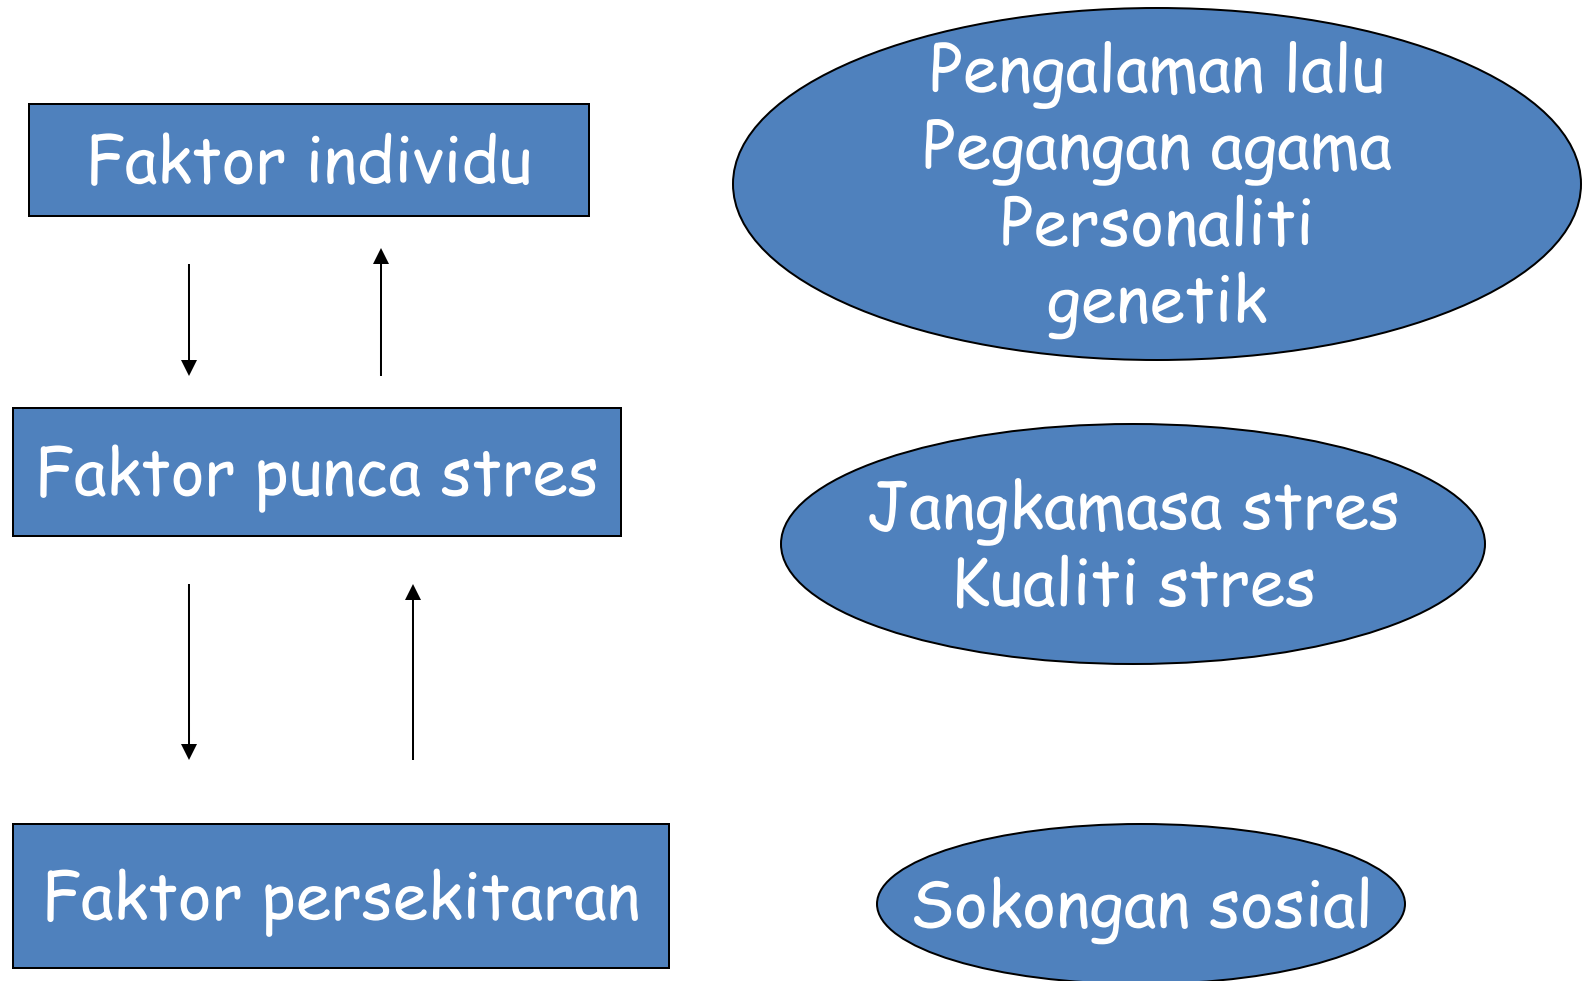 Faktor individu
Pengalaman lalu
Pegangan agama
Personaliti
genetik
Faktor punca stres
Jangkamasa stres
Kualiti stres
Faktor persekitaran
Sokongan sosial